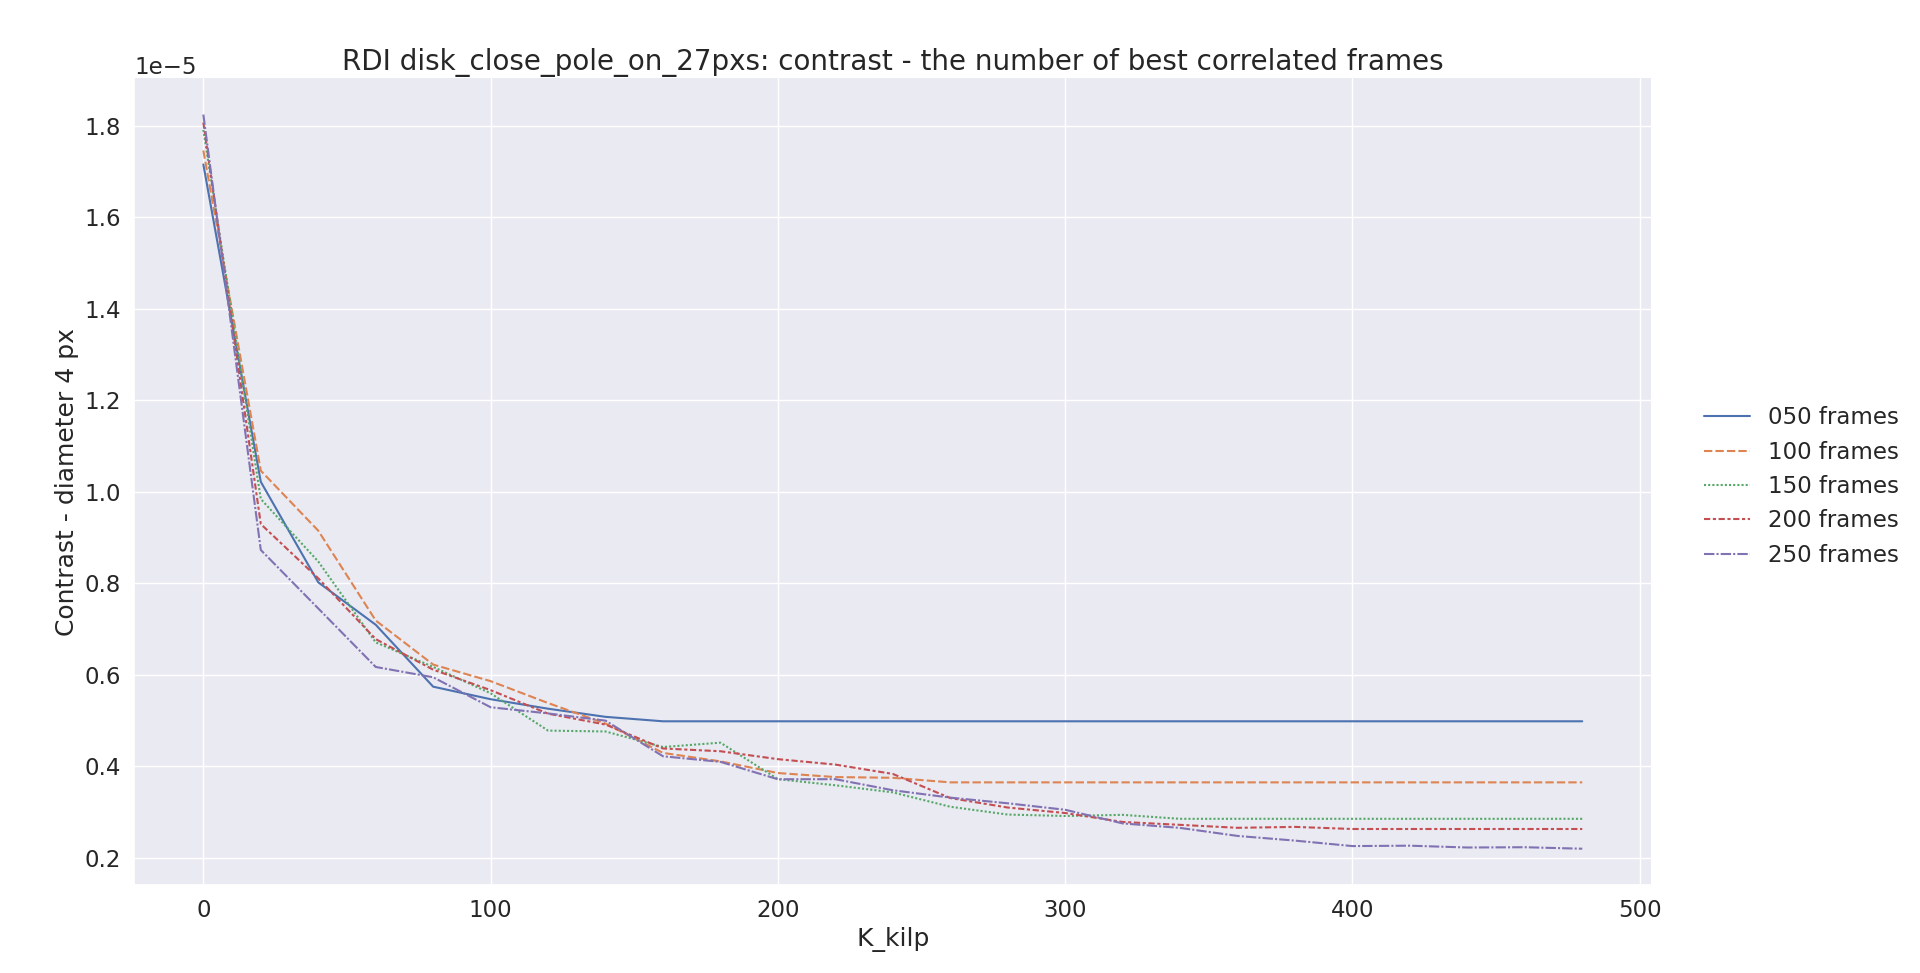 RDI disk_close_pole_on_27pxs: contrast - the number of best correlated frames
1e−5
1.8
1.6
1.4
1.2
1.0
0.8
0.6
0.4
0.2
Contrast - diameter 4 px
0 100 200 300 400 500
K_kilp
050 frames
100 frames
150 frames
200 frames
250 frames